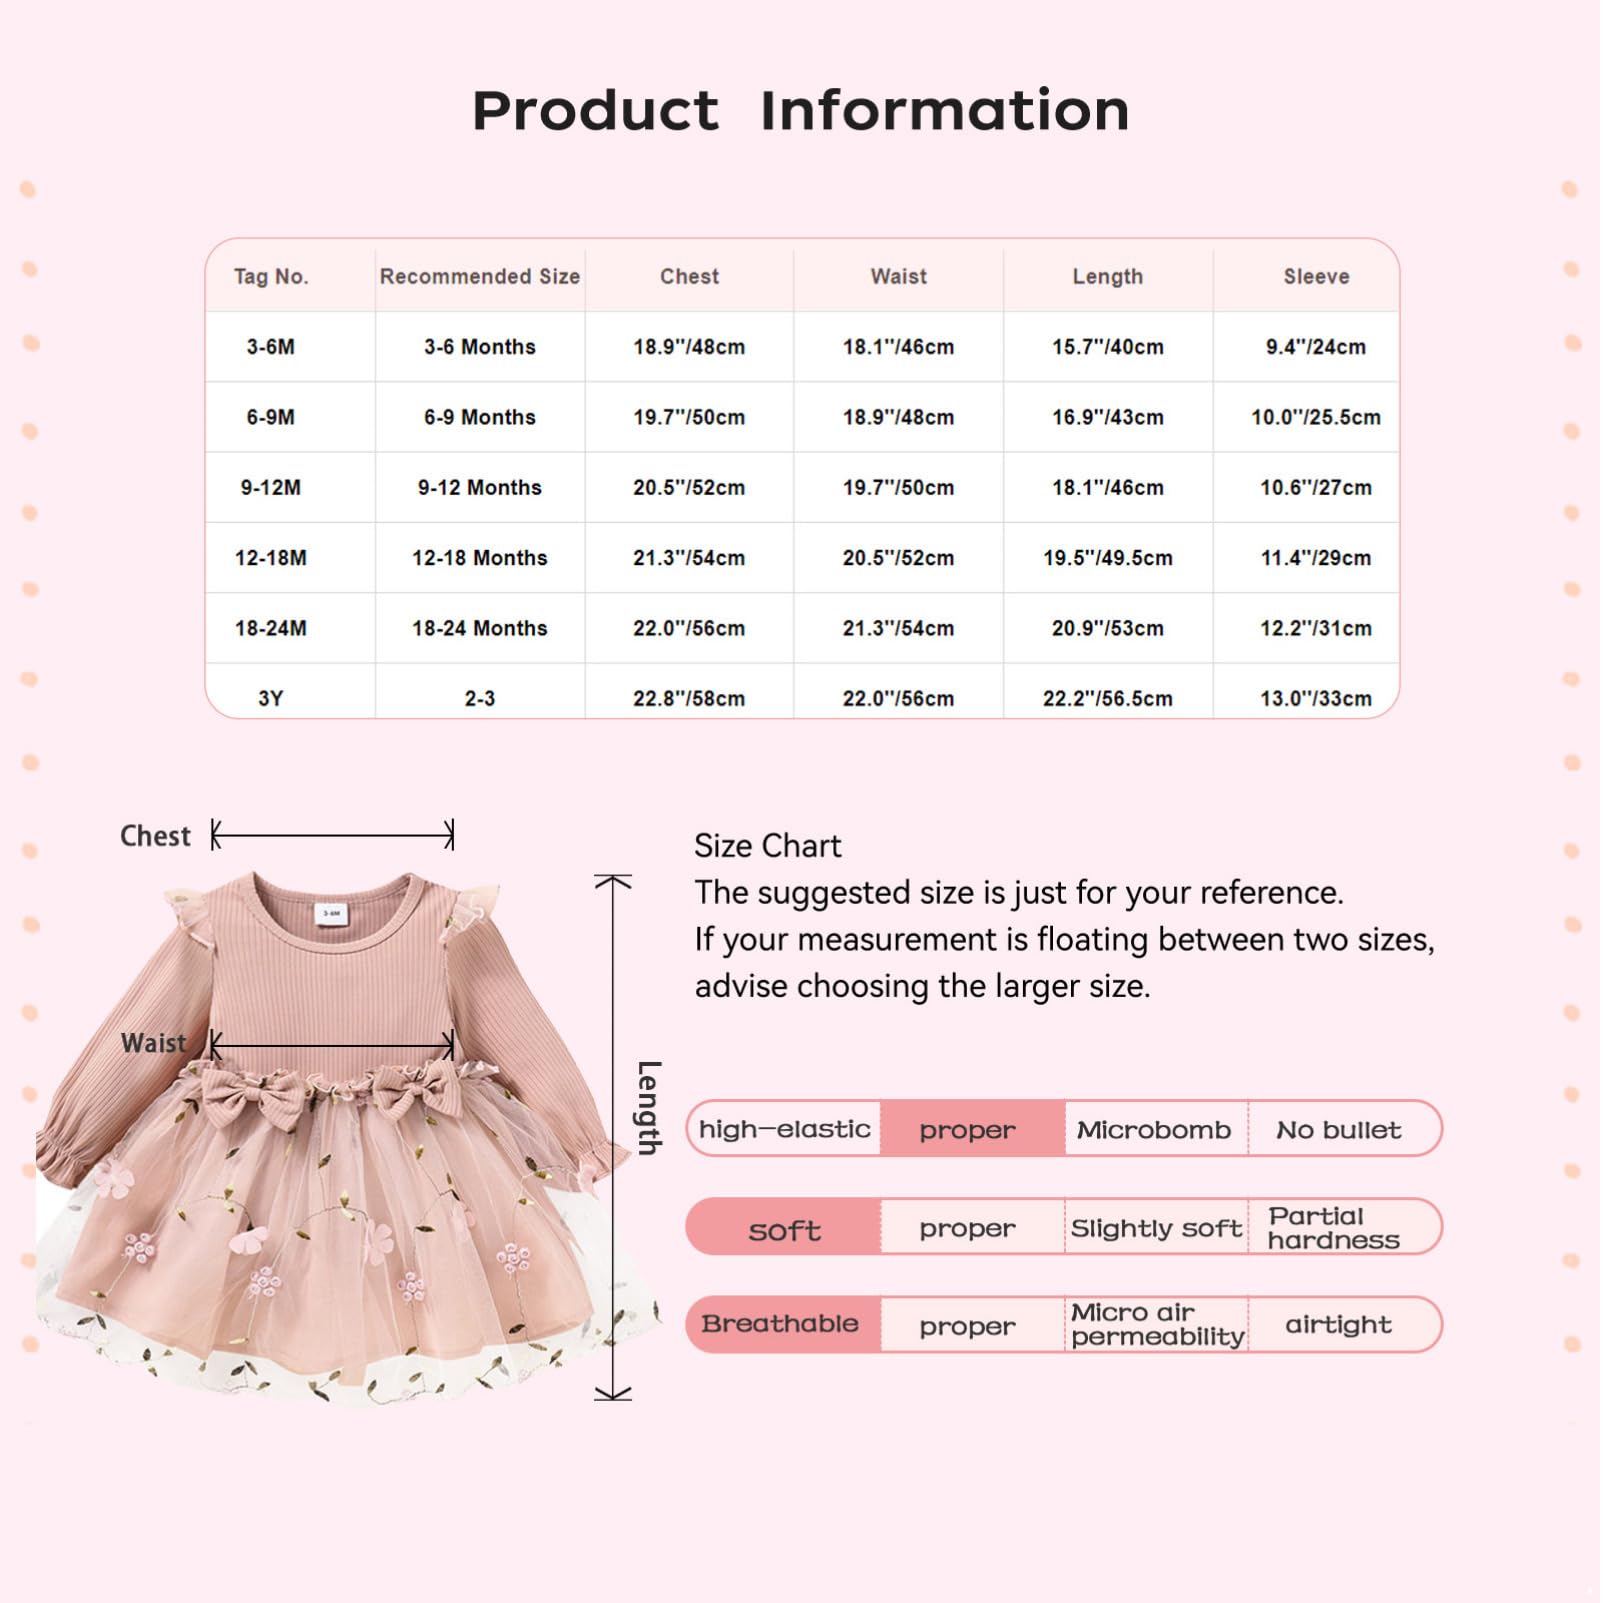 Product Information
Tag No. Recommended Size Chest Waist Length Sleeve
3-6M 3-6 Months 18.9"/48cm 18.1"/46cm 15.7"/40cm 9.4"/24cm
6-9M 6-9 Months 19.7"/50cm 18.9"/48cm 16.9"/43cm 10.0"/25.5cm
9-12M 9-12 Months 20.5"/52cm 19.7"/50cm 18.1"/46cm 10.6"/27cm
12-18M 12-18 Months 21.3"/54cm 20.5"/52cm 19.5"/49.5cm 11.4"/29cm
18-24M 18-24 Months 22.0"/56cm 21.3"/54cm 20.9"/53cm 12.2"/31cm
3Y 2-3 22.8"/58cm 22.0"/56cm 22.2"/56.5cm 13.0"/33cm
Chest
3-6M
Waist
Length
Size Chart
The suggested size is just for your reference.
If your measurement is floating between two sizes,
advise choosing the larger size.
high-elastic proper Microbomb No bullet
soft proper Slightly soft Partial
hardness
Breathable proper Micro air
permeability airtight